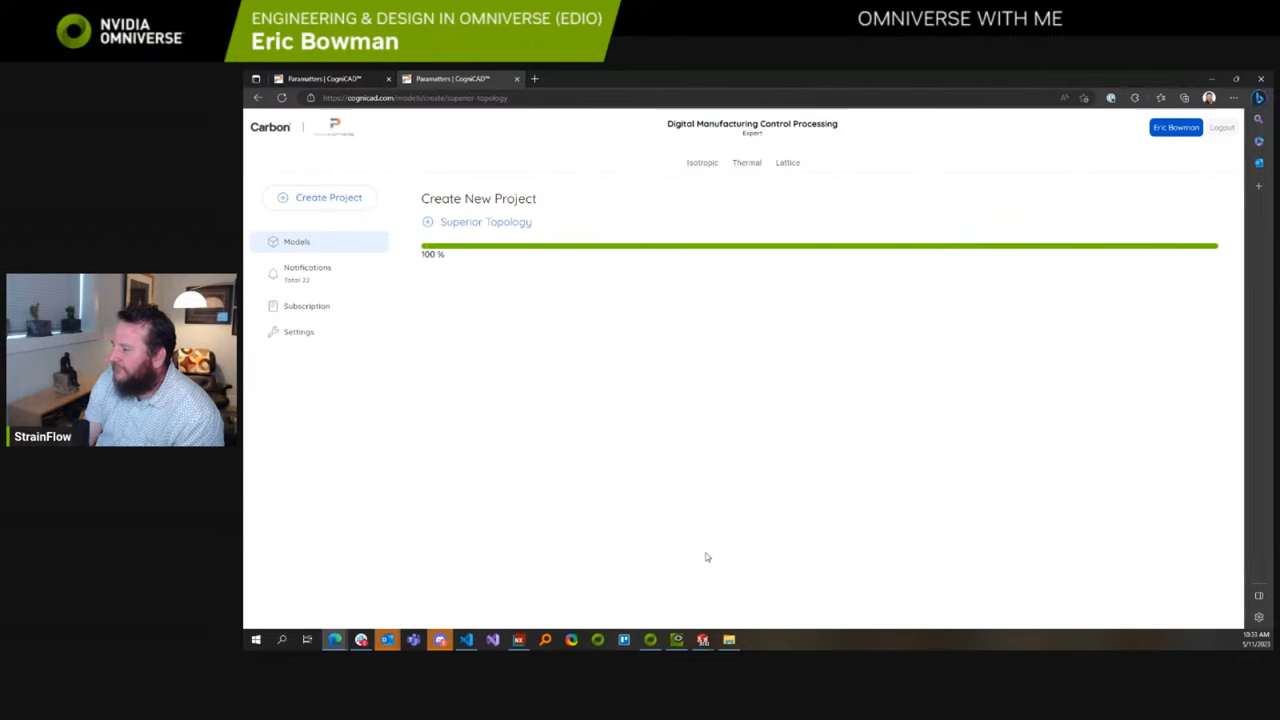 NVIDIA
OMNIVERSE
ENGINEERING & DESIGN IN OMNIVERSE (EDIO)
Eric Bowman
OMNIVERSE WITH ME
Paramatters | CogniCAD™
Paramatters | CogniCAD™
https://cognicad.com/models/create/superior-topology
Carbon
Digital Manufacturing Control Processing
Expert
Eric Bowman
Logout
Isotropic Thermal Lattice
Create Project
Models
Notifications
Total 22
Subscription
Settings
Create New Project
Superior Topology
100 %
StrainFlow
10:33 AM
5/11/2023